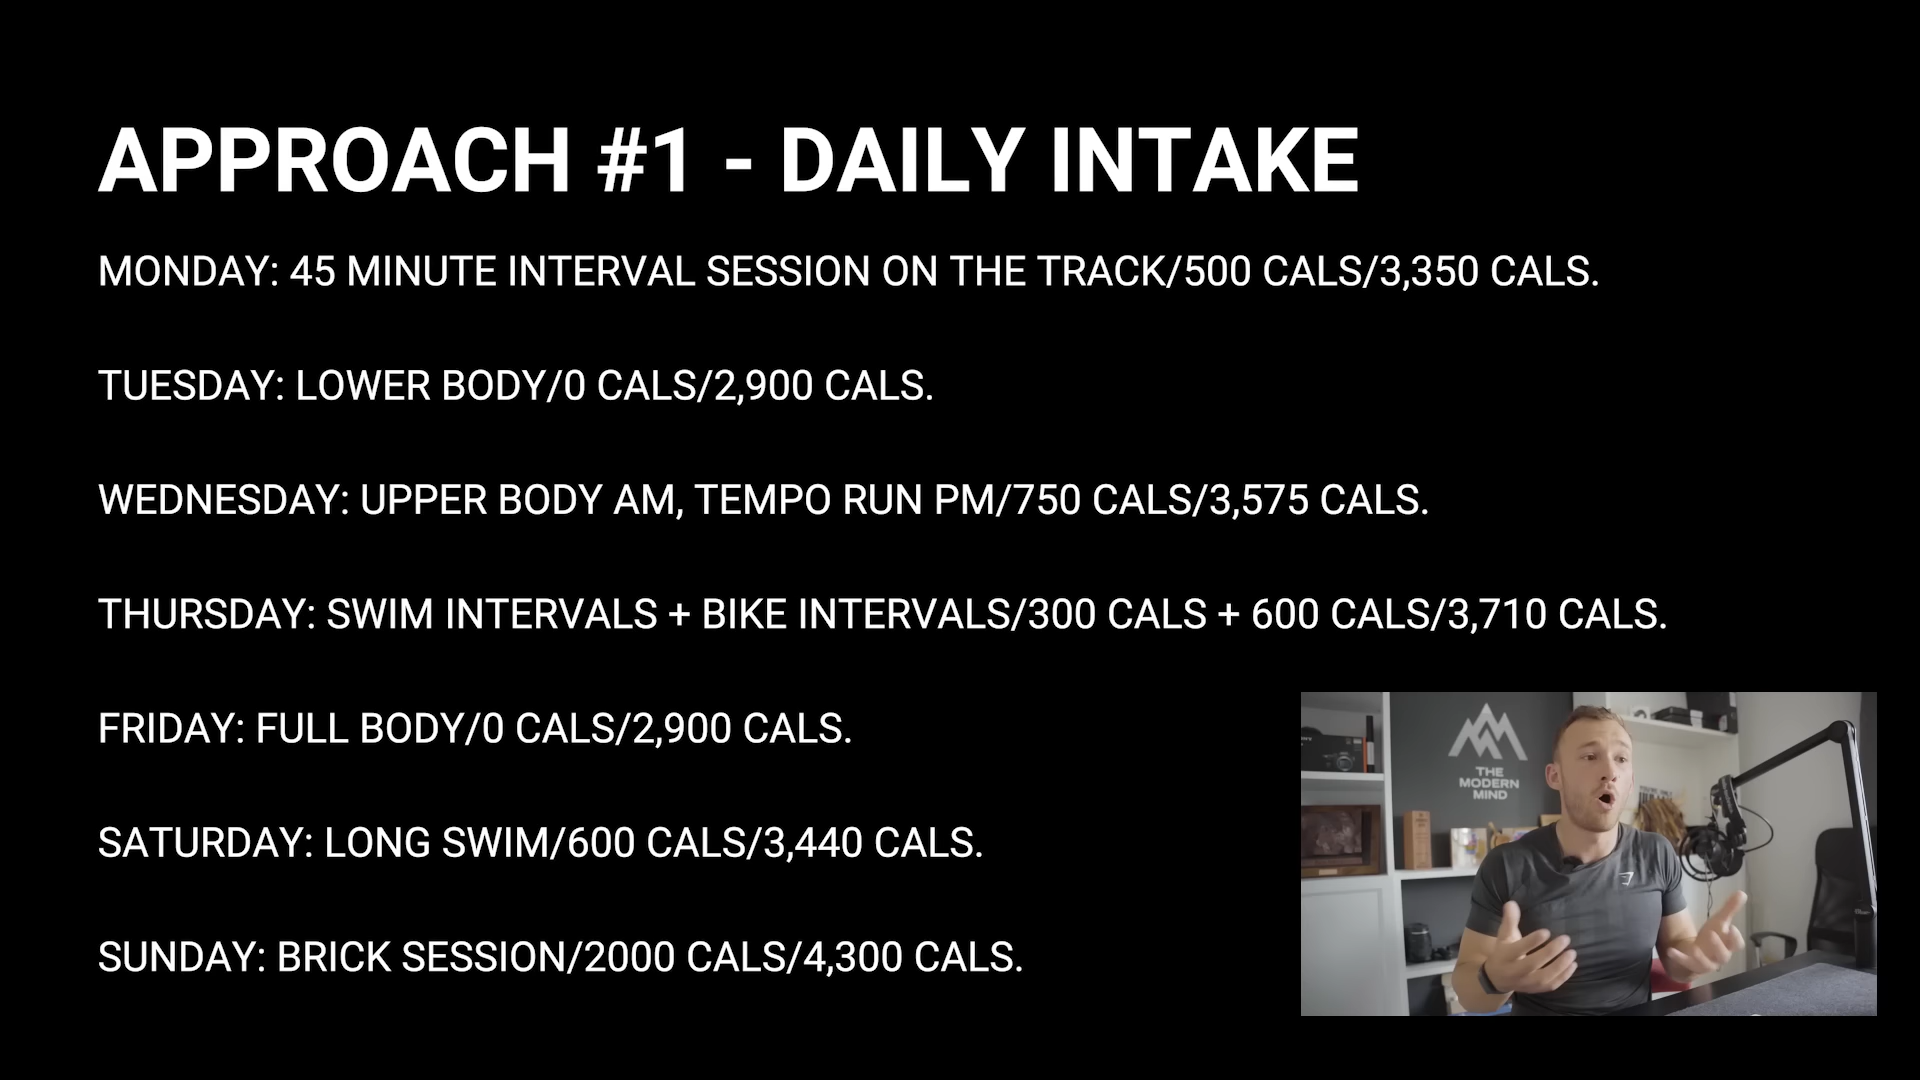 APPROACH #1 - DAILY INTAKE
MONDAY: 45 MINUTE INTERVAL SESSION ON THE TRACK/500 CALS/3,350 CALS.
TUESDAY: LOWER BODY/0 CALS/2,900 CALS.
WEDNESDAY: UPPER BODY AM, TEMPO RUN PM/750 CALS/3,575 CALS.
THURSDAY: SWIM INTERVALS + BIKE INTERVALS/300 CALS + 600 CALS/3,710 CALS.
FRIDAY: FULL BODY/0 CALS/2,900 CALS.
SATURDAY: LONG SWIM/600 CALS/3,440 CALS.
SUNDAY: BRICK SESSION/2000 CALS/4,300 CALS.
THE
MODERN
MIND